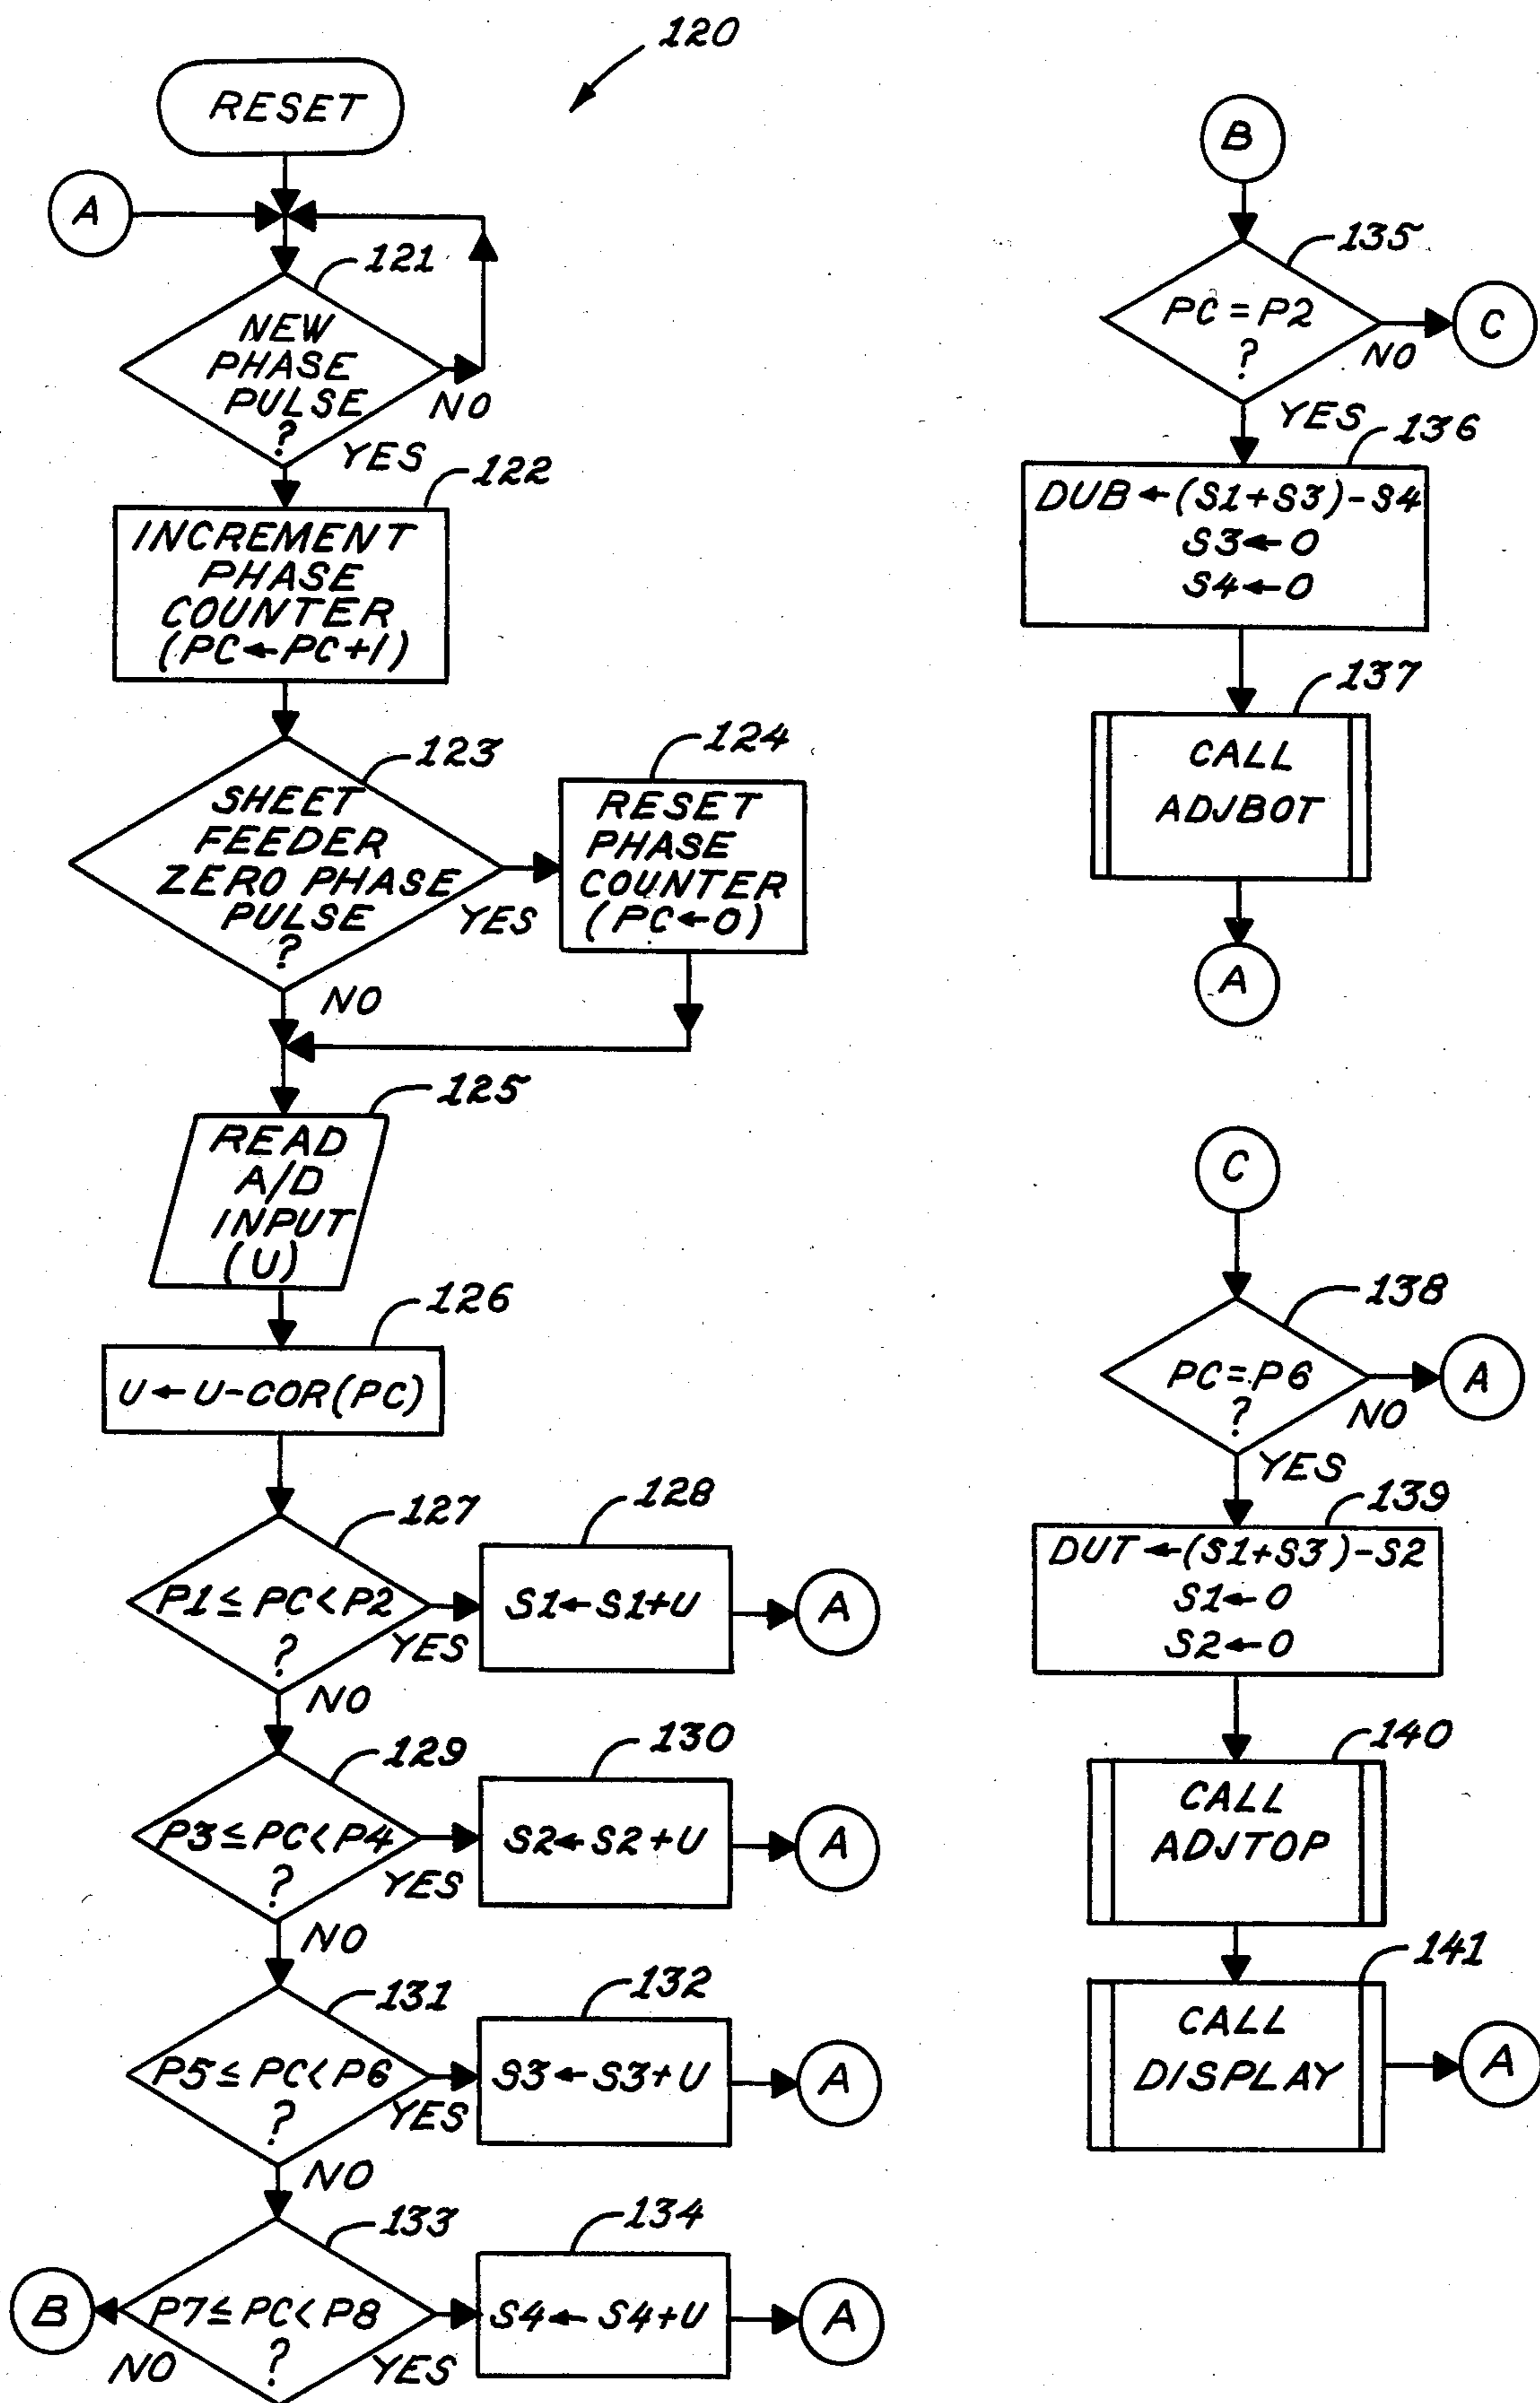 120
RESET
A
121
NEW
PHASE
PULSE
?
NO
YES
122
INCREMENT
PHASE
COUNTER
(PC←PC+1)
123
SHEET
FEEDER
ZERO PHASE
PULSE
?
YES
NO
124
RESET
PHASE
COUNTER
(PC←0)
125
READ
A/D
INPUT
(U)
126
U←U-COR(PC)
127
P1≤PC<P2
?
YES
NO
128
S1←S1+U
A
129
P3≤PC<P4
?
YES
NO
130
S2←S2+U
A
131
P5≤PC<P6
?
YES
NO
132
S3←S3+U
A
133
P7≤PC<P8
?
YES
NO
B
134
S4←S4+U
A
B
135
PC=P2
?
NO
C
YES
136
DUB←(S1+S3)-S4
S3←0
S4←0
137
CALL
ADJBOT
A
C
138
PC=P6
?
NO
A
YES
139
DUT←(S1+S3)-S2
S1←0
S2←0
140
CALL
ADJTOP
141
CALL
DISPLAY
A